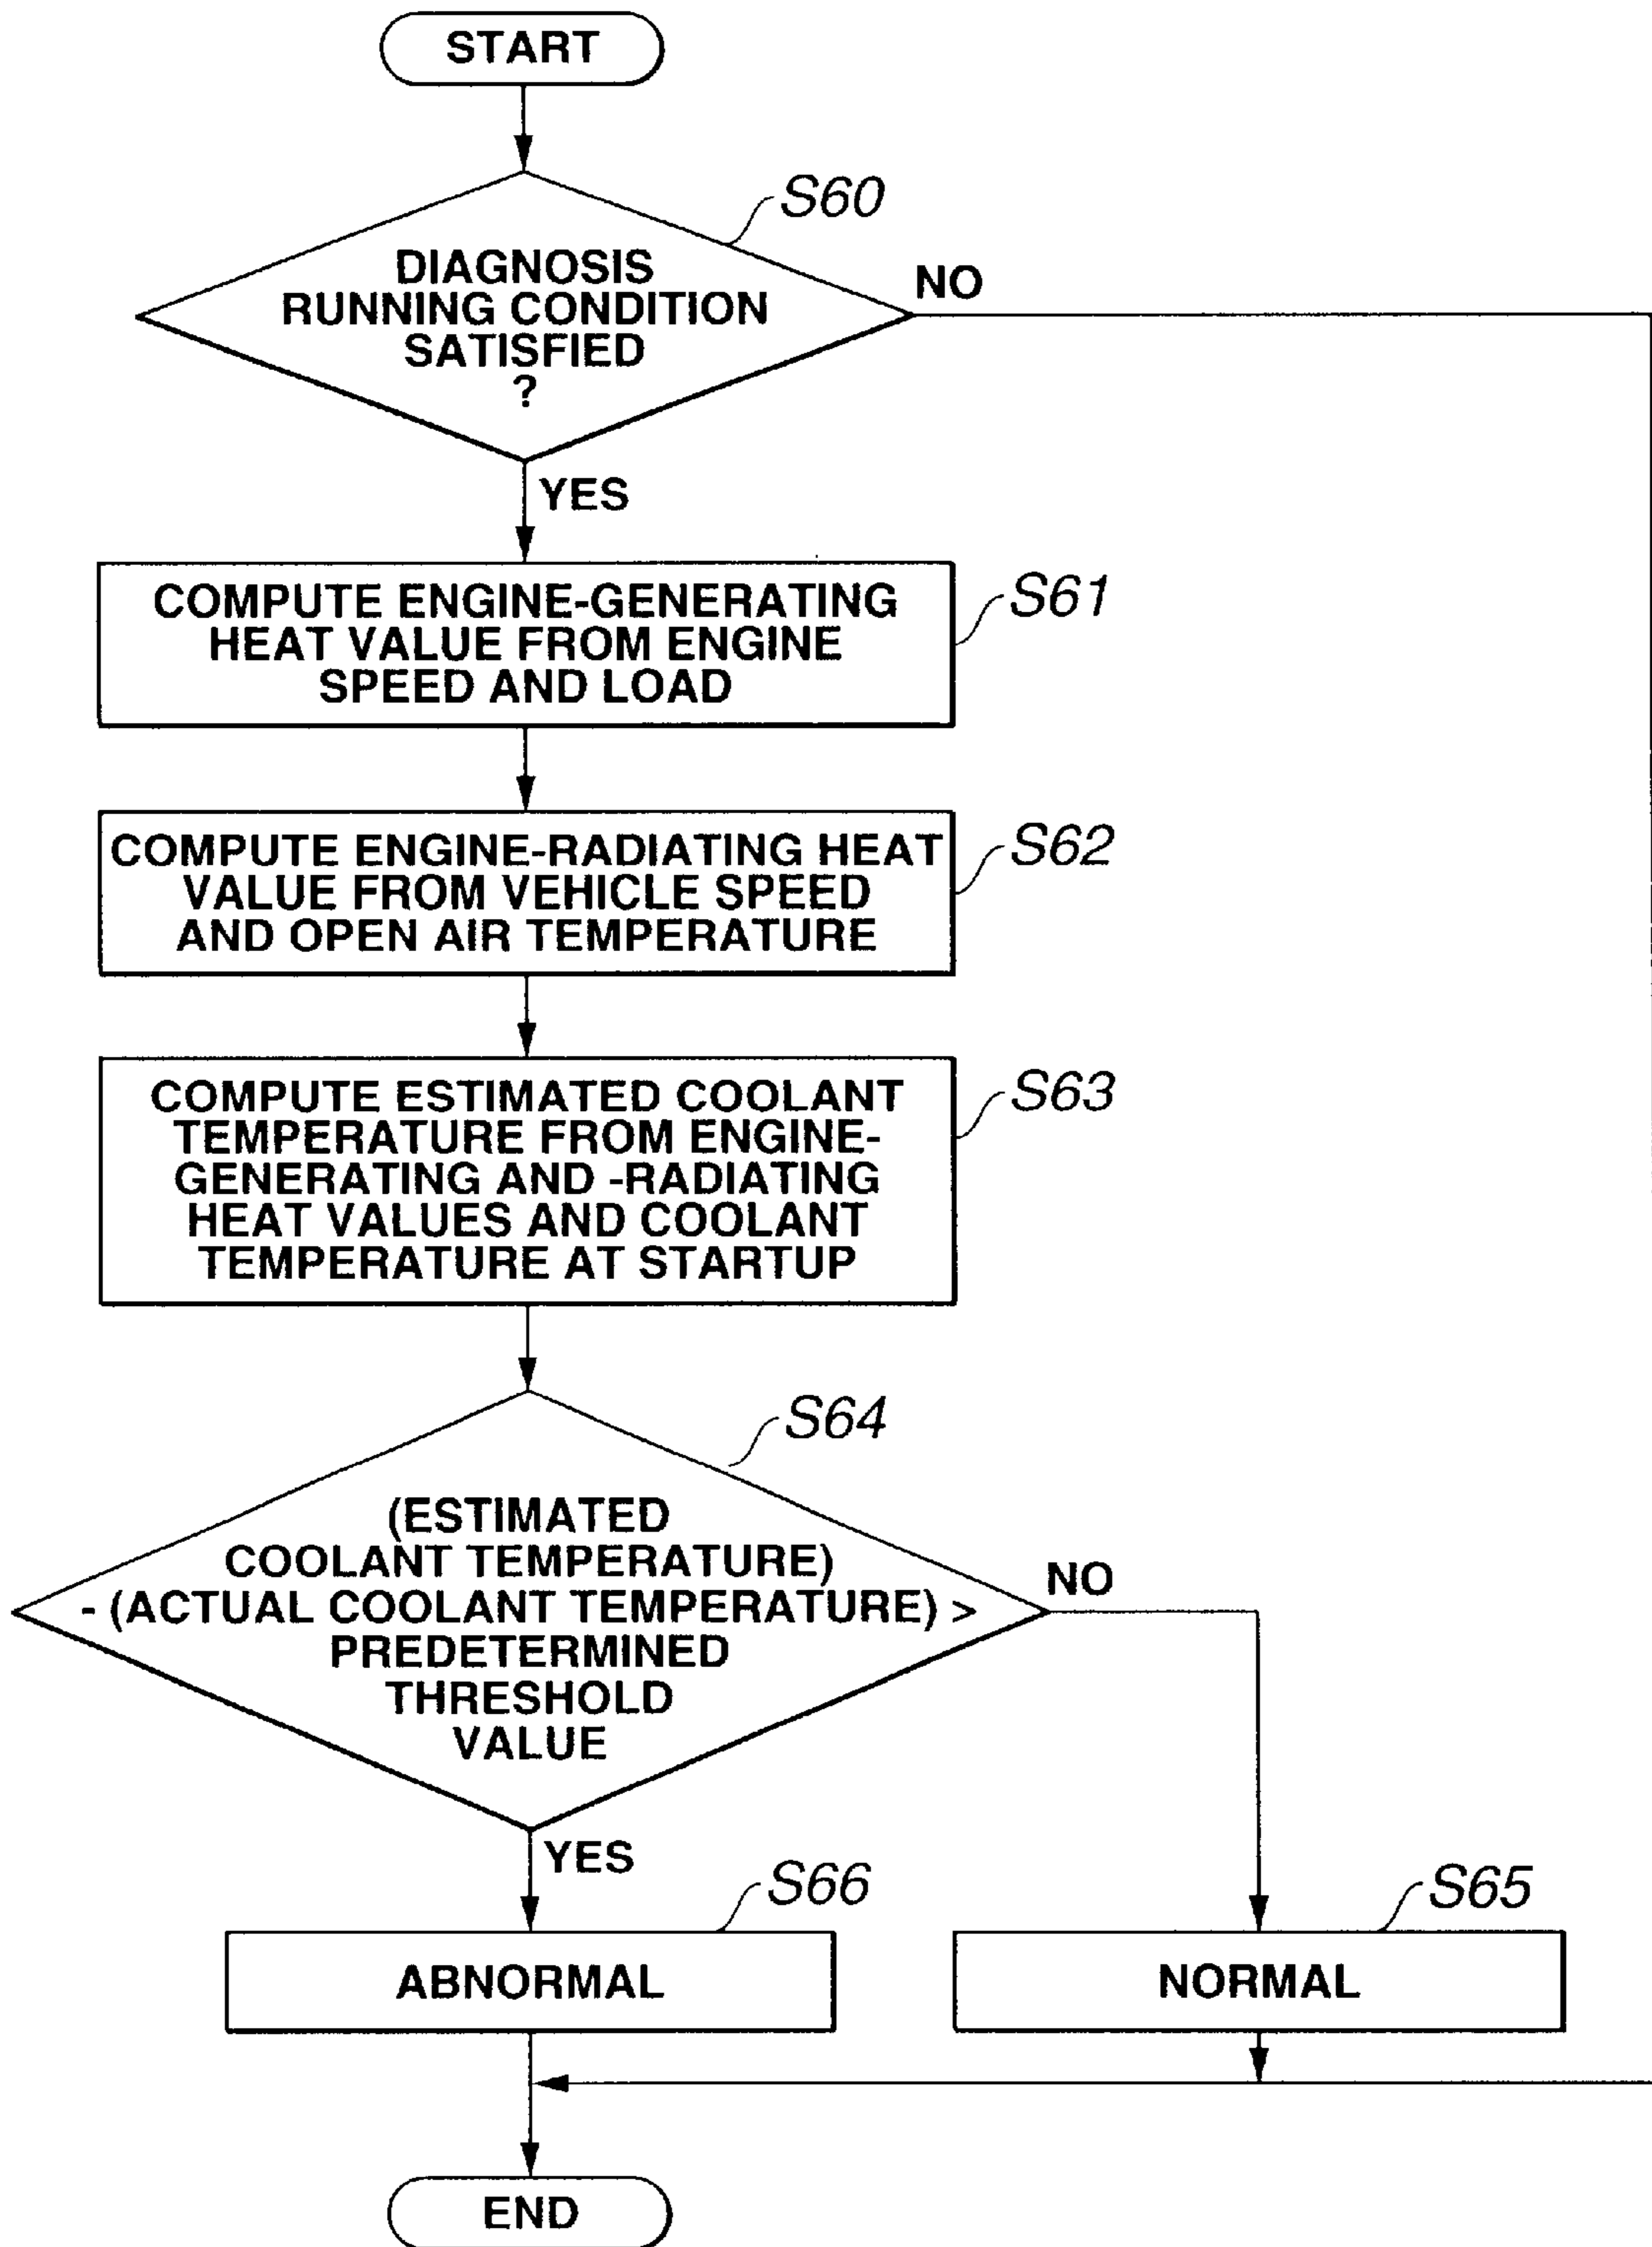 START
S60
DIAGNOSIS
RUNNING CONDITION
SATISFIED
?
NO
YES
COMPUTE ENGINE-GENERATING
HEAT VALUE FROM ENGINE
SPEED AND LOAD
S61
COMPUTE ENGINE-RADIATING HEAT
VALUE FROM VEHICLE SPEED
AND OPEN AIR TEMPERATURE
S62
COMPUTE ESTIMATED COOLANT
TEMPERATURE FROM ENGINE-
GENERATING AND -RADIATING
HEAT VALUES AND COOLANT
TEMPERATURE AT STARTUP
S63
S64
(ESTIMATED
COOLANT TEMPERATURE)
- (ACTUAL COOLANT TEMPERATURE) >
PREDETERMINED
THRESHOLD
VALUE
NO
YES
S66
ABNORMAL
S65
NORMAL
END